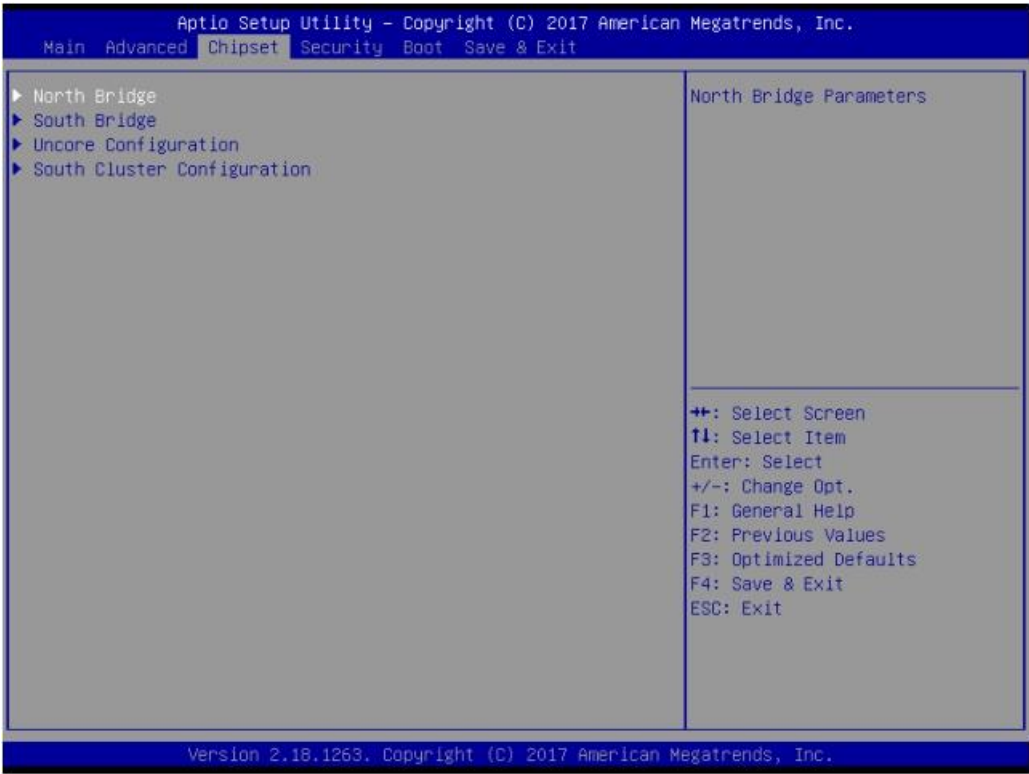 Aptio Setup Utility – Copyright (C) 2017 American Megatrends, Inc.
Main Advanced Chipset Security Boot Save & Exit
▶ North Bridge
▶ South Bridge
▶ Uncore Configuration
▶ South Cluster Configuration
North Bridge Parameters
→←: Select Screen
↑↓: Select Item
Enter: Select
+/-: Change Opt.
F1: General Help
F2: Previous Values
F3: Optimized Defaults
F4: Save & Exit
ESC: Exit
Version 2.18.1263. Copyright (C) 2017 American Megatrends, Inc.